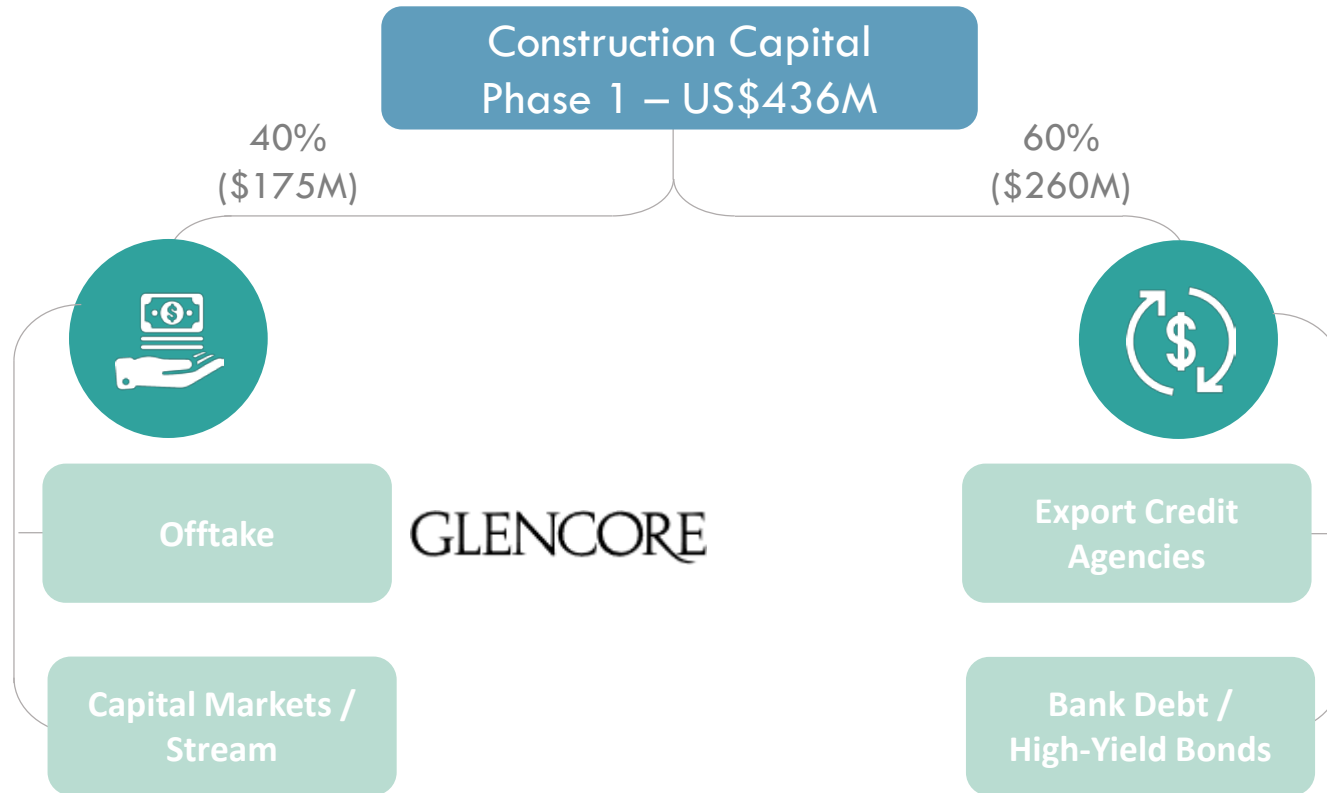 Construction Capital
Phase 1 – US$436M
40%
($175M)
60%
($260M)
$
$
Offtake
GLENCORE
Export Credit
Agencies
Capital Markets /
Stream
Bank Debt /
High-Yield Bonds